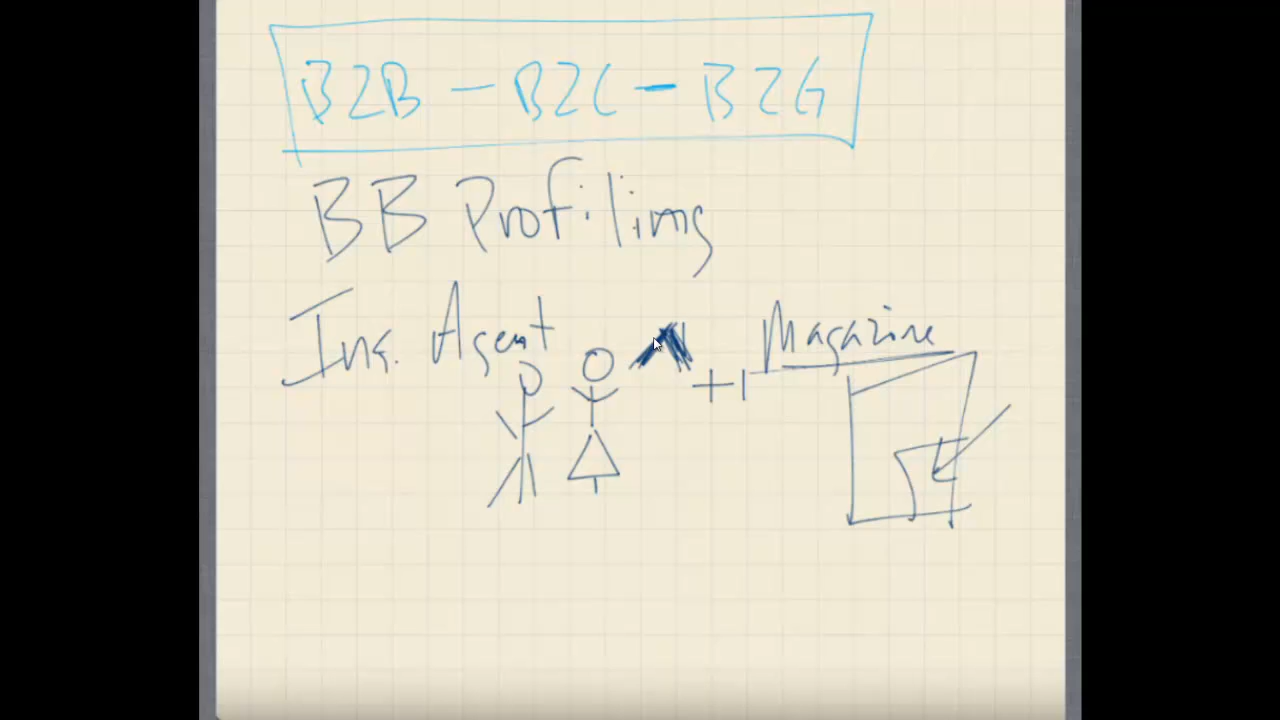 B2B - B2C - B2G
BB Profiling
Ins. Agent
+1 Magazine